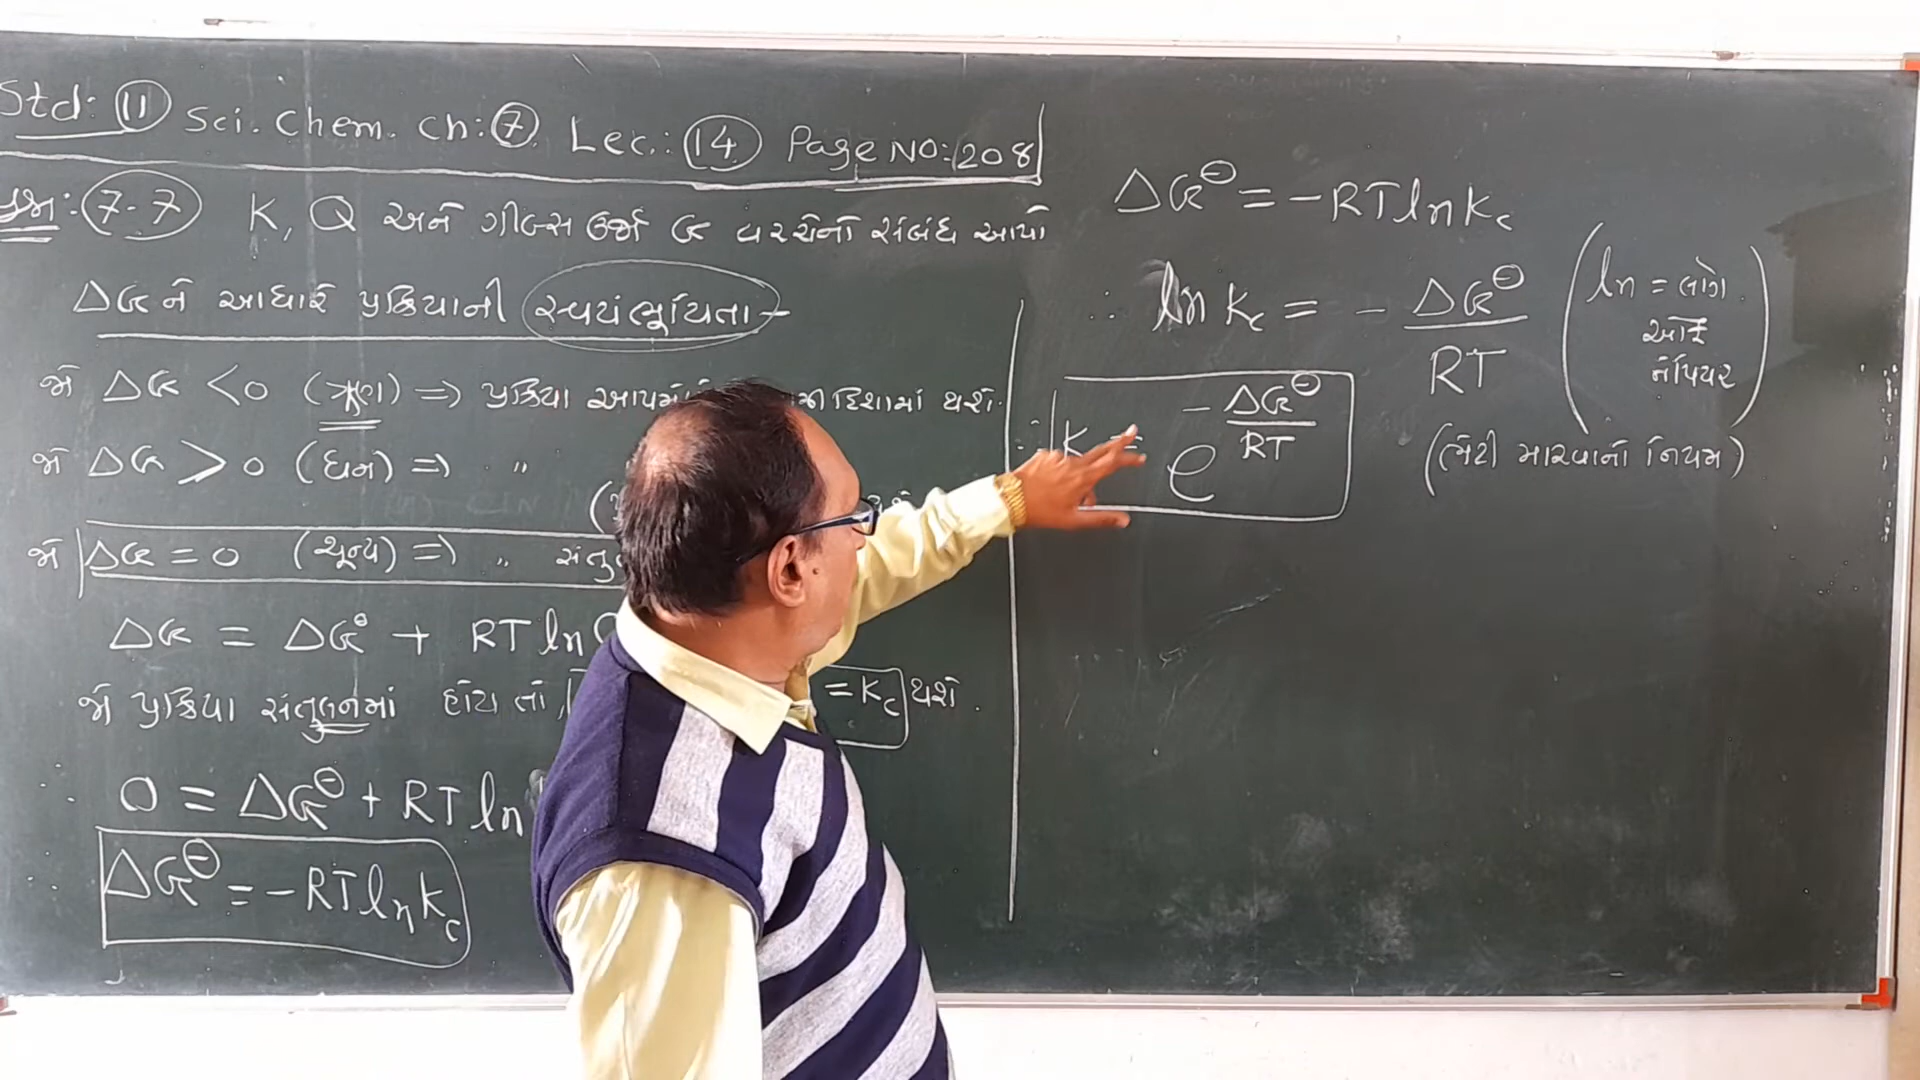 Std: 11 Sci. Chem. Ch: 7 Lec.: 14 Page NO: 208
પ્રશ્ન: 7.7 K, Q અને ગીબ્સ ઉર્જા G વચ્ચેનો સંબંધ આપો
ΔG ને આધારે પ્રક્રિયાની સ્વયંભૂયિતા -
જો ΔG < 0 (ઋણ) => પ્રક્રિયા દિશામાં થશે.
જો ΔG > 0 (ધન) => "
જો ΔG = 0 (શૂન્ય) => "
ΔG = ΔG° + RT ln
જો પ્રક્રિયા સંતુલનમાં હોય તો, = Kc થશે.
∴ 0 = ΔG⊖ + RT ln
∴ ΔG⊖ = -RT ln Kc
ΔG⊖ = -RT ln Kc
∴ ln Kc = - ΔG⊖ / RT (ln = લોગ ઓફ નેપિયર)
∴ K = e^(-ΔG⊖ / RT) મારવાનો નિયમ)